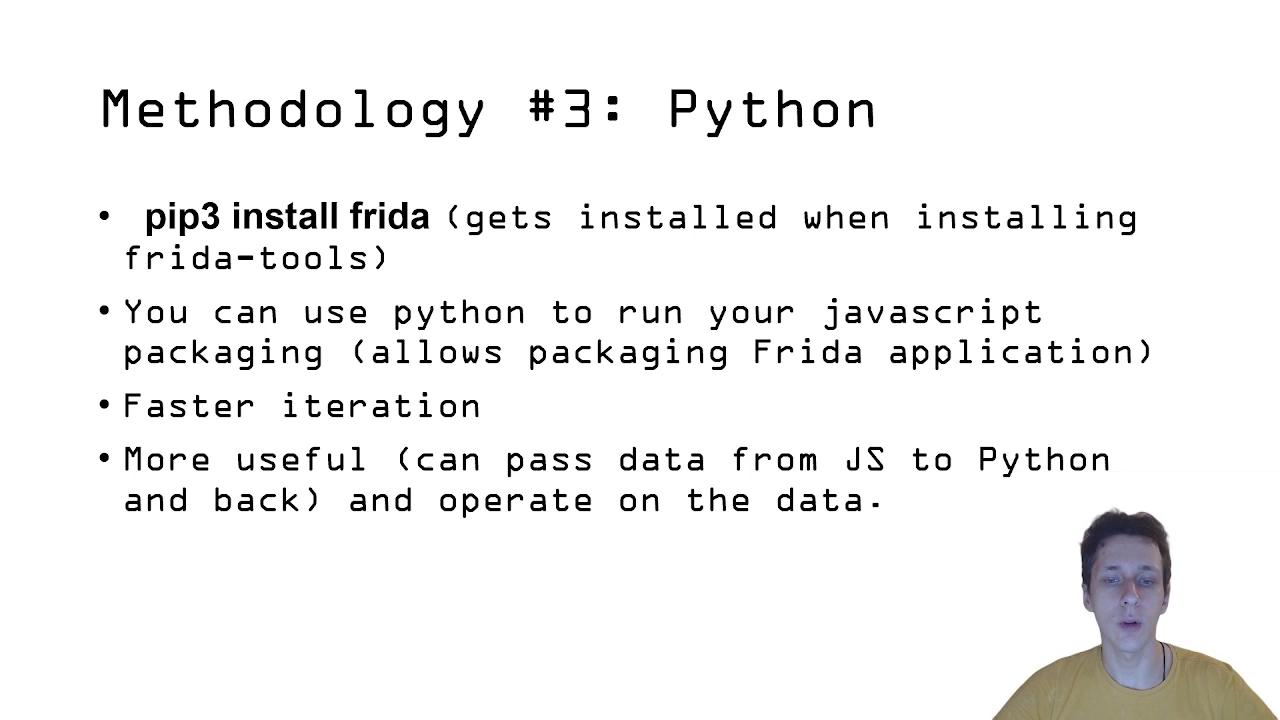 Methodology #3: Python
• pip3 install frida (gets installed when installing
frida-tools)
• You can use python to run your javascript
packaging (allows packaging Frida application)
• Faster iteration
• More useful (can pass data from JS to Python
and back) and operate on the data.